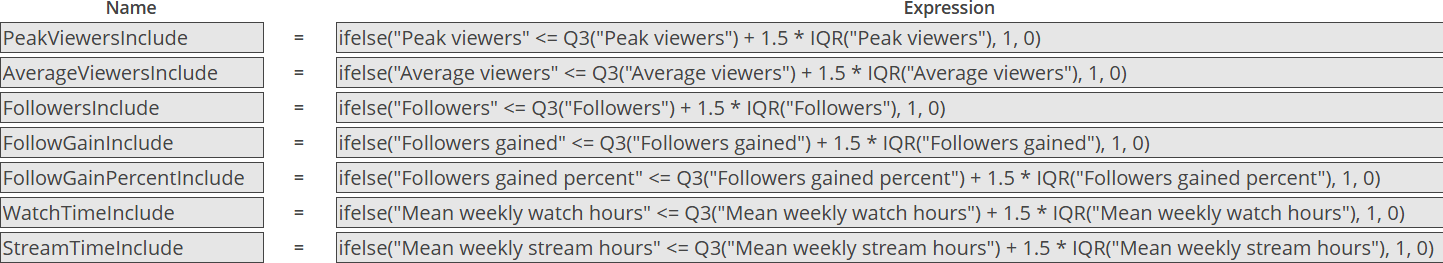 Name Expression
PeakViewersInclude = ifelse("Peak viewers" <= Q3("Peak viewers") + 1.5 * IQR("Peak viewers"), 1, 0)
AverageViewersInclude = ifelse("Average viewers" <= Q3("Average viewers") + 1.5 * IQR("Average viewers"), 1, 0)
FollowersInclude = ifelse("Followers" <= Q3("Followers") + 1.5 * IQR("Followers"), 1, 0)
FollowGainInclude = ifelse("Followers gained" <= Q3("Followers gained") + 1.5 * IQR("Followers gained"), 1, 0)
FollowGainPercentInclude = ifelse("Followers gained percent" <= Q3("Followers gained percent") + 1.5 * IQR("Followers gained percent"), 1, 0)
WatchTimeInclude = ifelse("Mean weekly watch hours" <= Q3("Mean weekly watch hours") + 1.5 * IQR("Mean weekly watch hours"), 1, 0)
StreamTimeInclude = ifelse("Mean weekly stream hours" <= Q3("Mean weekly stream hours") + 1.5 * IQR("Mean weekly stream hours"), 1, 0)